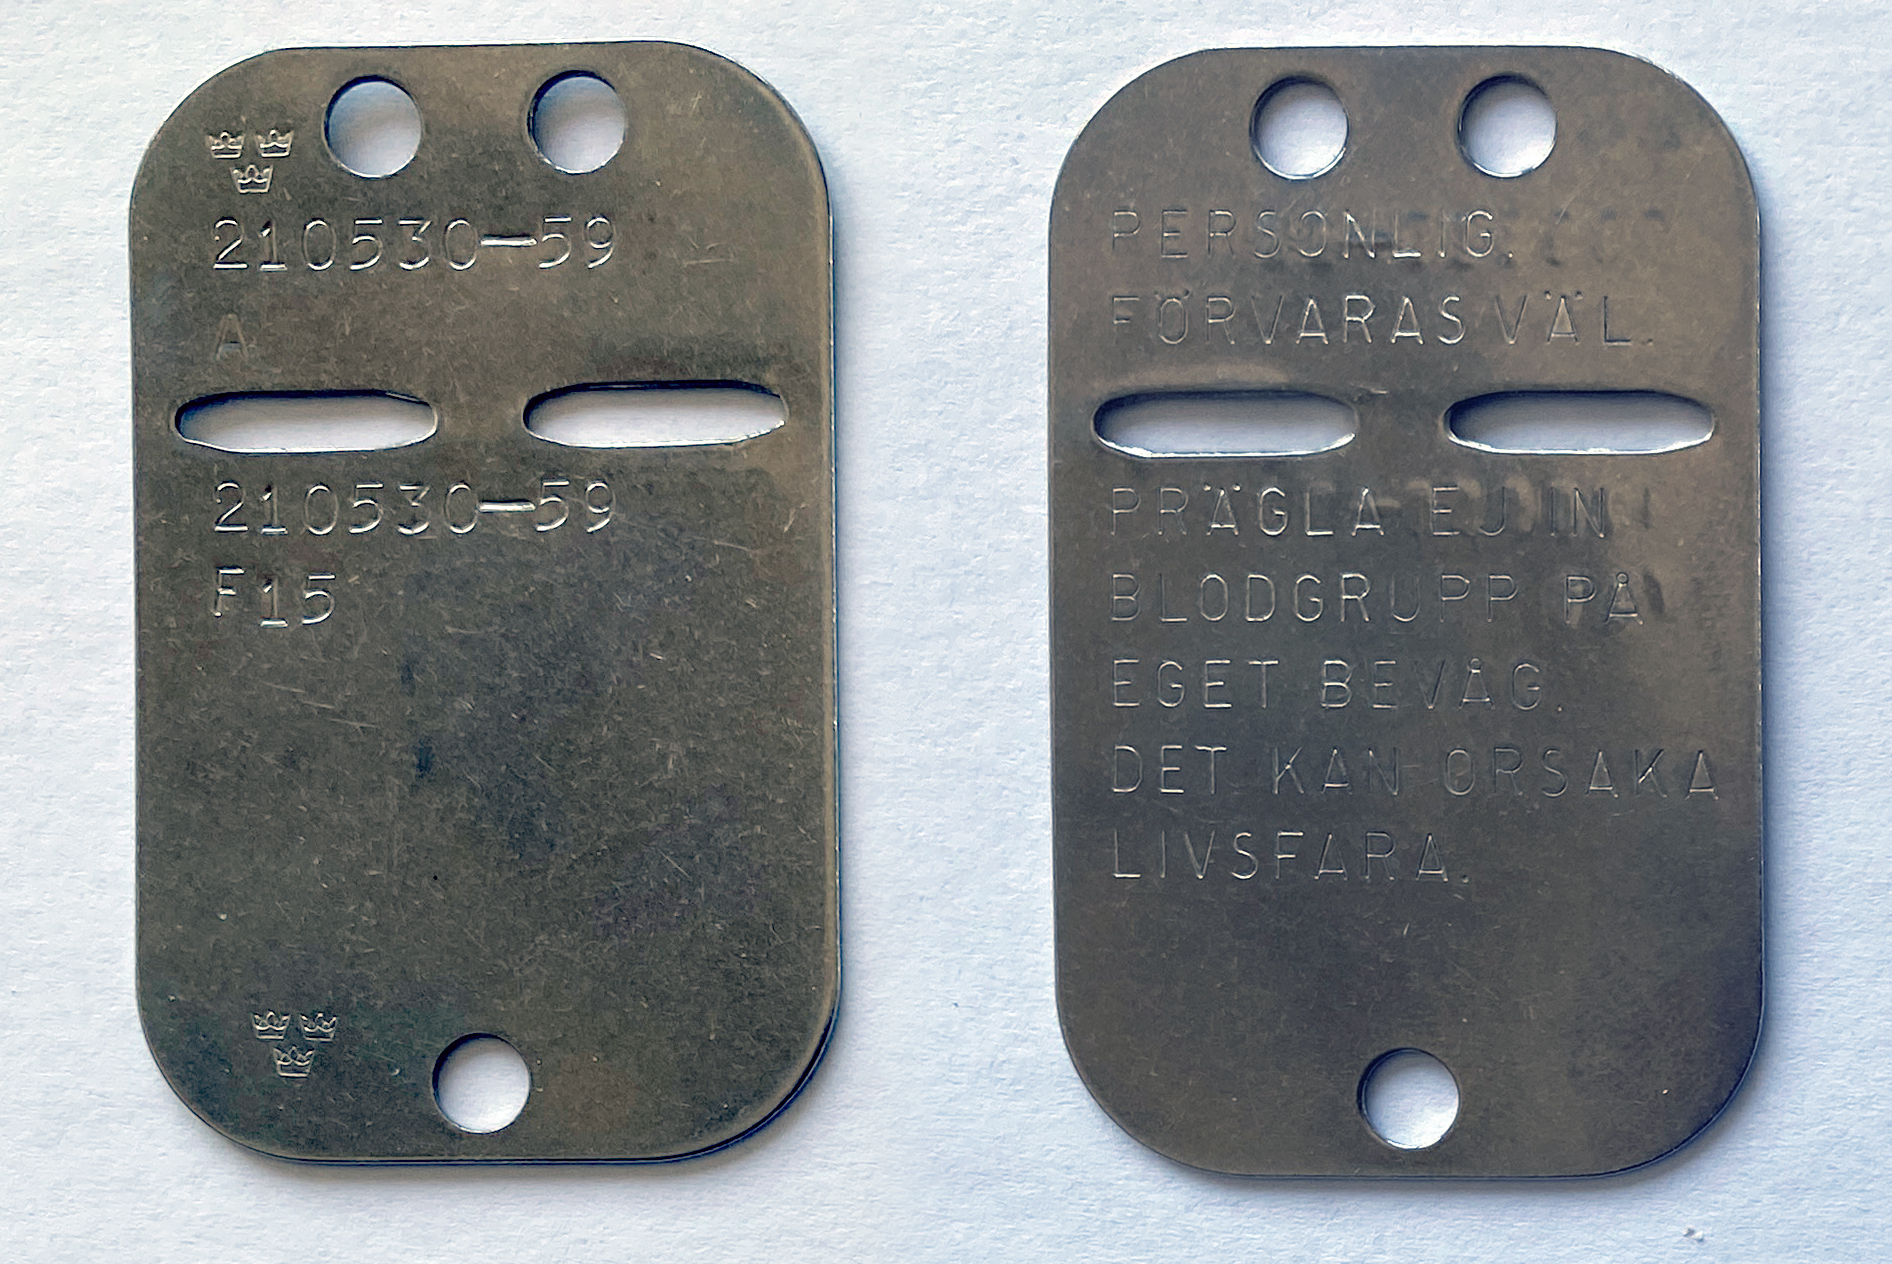 210530-59
A
210530-59
F15
PERSONLIG.
FÖRVARAS VÄL.
PRÄGLA EJ IN
BLODGRUPP PÅ
EGET BEVÅG.
DET KAN ORSAKA
LIVSFARA.